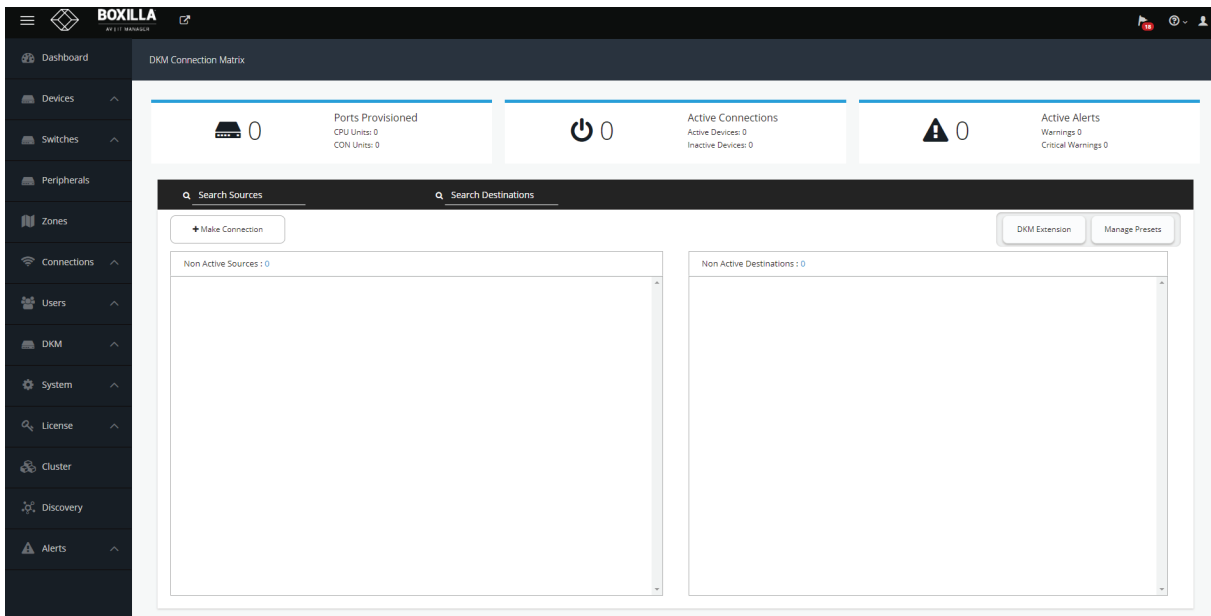 BOXILLA
AV | IT MANAGER
18
Dashboard
DKM Connection Matrix
Devices
Switches
Peripherals
Zones
Connections
Users
DKM
System
License
Cluster
Discovery
Alerts
0
Ports Provisioned
CPU Units: 0
CON Units: 0
0
Active Connections
Active Devices: 0
Inactive Devices: 0
0
Active Alerts
Warnings 0
Critical Warnings 0
Search Sources
Search Destinations
+ Make Connection
DKM Extension
Manage Presets
Non Active Sources : 0
Non Active Destinations : 0